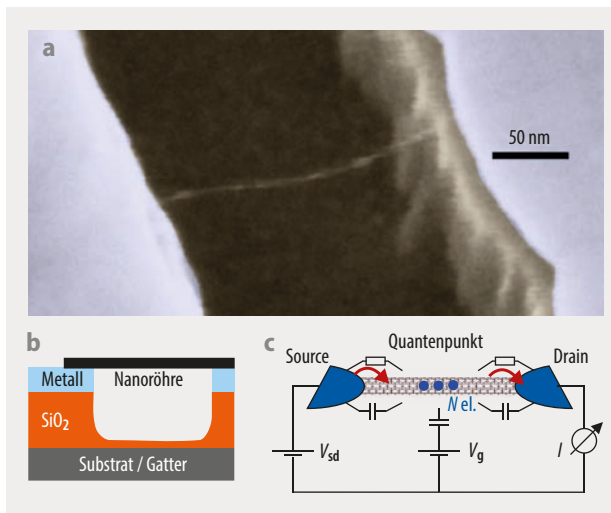 a
50 nm
b
Metall
Nanoröhre
SiO₂
Substrat / Gatter
c
Quantenpunkt
Source
Drain
N el.
Vsd
Vg
I